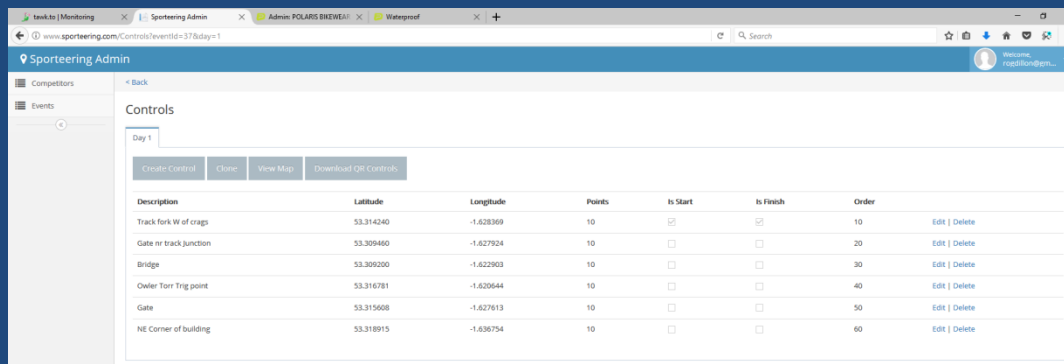 tawk.to | Monitoring Sporteering Admin Admin: POLARIS BIKEWEAR Waterproof
www.sporteering.com/Controls?eventId=37&day=1 Search
Sporteering Admin Welcome,
rogdillon@gm...
Competitors < Back
Events
Controls
Day 1
Create Control Clone View Map Download QR Controls
Description Latitude Longitude Points Is Start Is Finish Order
Track fork W of crags 53.314240 -1.628369 10 10 Edit | Delete
Gate nr track Junction 53.309460 -1.627924 10 20 Edit | Delete
Bridge 53.309200 -1.622903 10 30 Edit | Delete
Owler Torr Trig point 53.316781 -1.620644 10 40 Edit | Delete
Gate 53.315608 -1.627613 10 50 Edit | Delete
NE Corner of building 53.318915 -1.636754 10 60 Edit | Delete